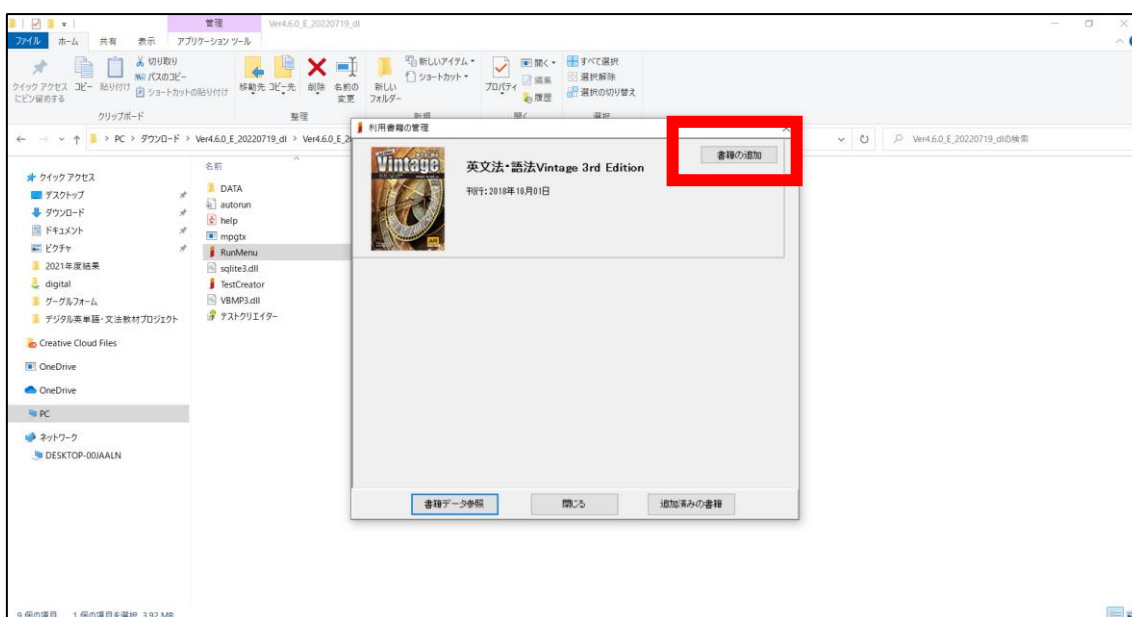 管理 Ver4.6.0_E_20220719_dl
ファイル ホーム 共有 表示 アプリケーション ツール
クイック アクセスにピン留めする
コピー
貼り付け
切り取り
パスのコピー
ショートカットの貼り付け
移動先 コピー先 削除 名前の変更
新しいフォルダー
新しいアイテム
ショートカット
プロパティ
開く
編集
履歴
すべて選択
選択解除
選択の切り替え
クリップボード 整理 新規 開く 選択
PC > ダウンロード > Ver4.6.0_E_20220719_dl > Ver4.6.0_E_2
Ver4.6.0_E_20220719_dlの検索
クイック アクセス
デスクトップ
ダウンロード
ドキュメント
ピクチャ
2021年度結果
digital
グーグルフォーム
デジタル英単語・文法教材プロジェクト
Creative Cloud Files
OneDrive
OneDrive
PC
ネットワーク
DESKTOP-00JAALN
名前
DATA
autorun
help
mpgtx
RunMenu
sqlite3.dll
TestCreator
VBMP3.dll
テストクリエイター
利用書籍の管理
Vintage
英文法・語法Vintage 3rd Edition
刊行:2018年10月01日
書籍の追加
書籍データ参照 閉じる 追加済みの書籍
9 個の項目 1 個の項目を選択 3.92 MB